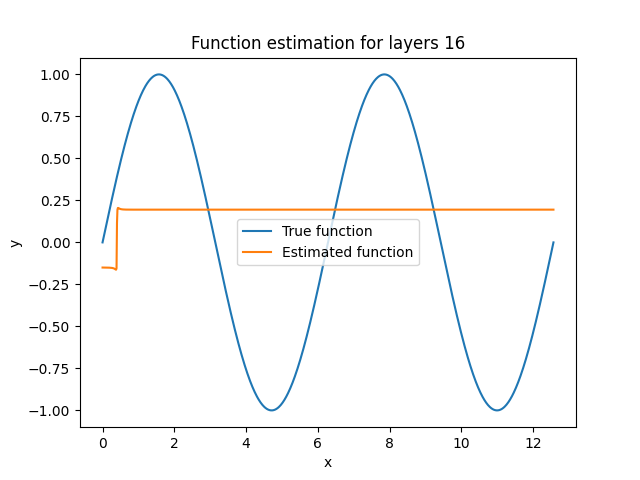 Function estimation for layers 16
1.00
0.75
0.50
0.25
0.00
−0.25
−0.50
−0.75
−1.00
y
True function
Estimated function
0 2 4 6 8 10 12
x